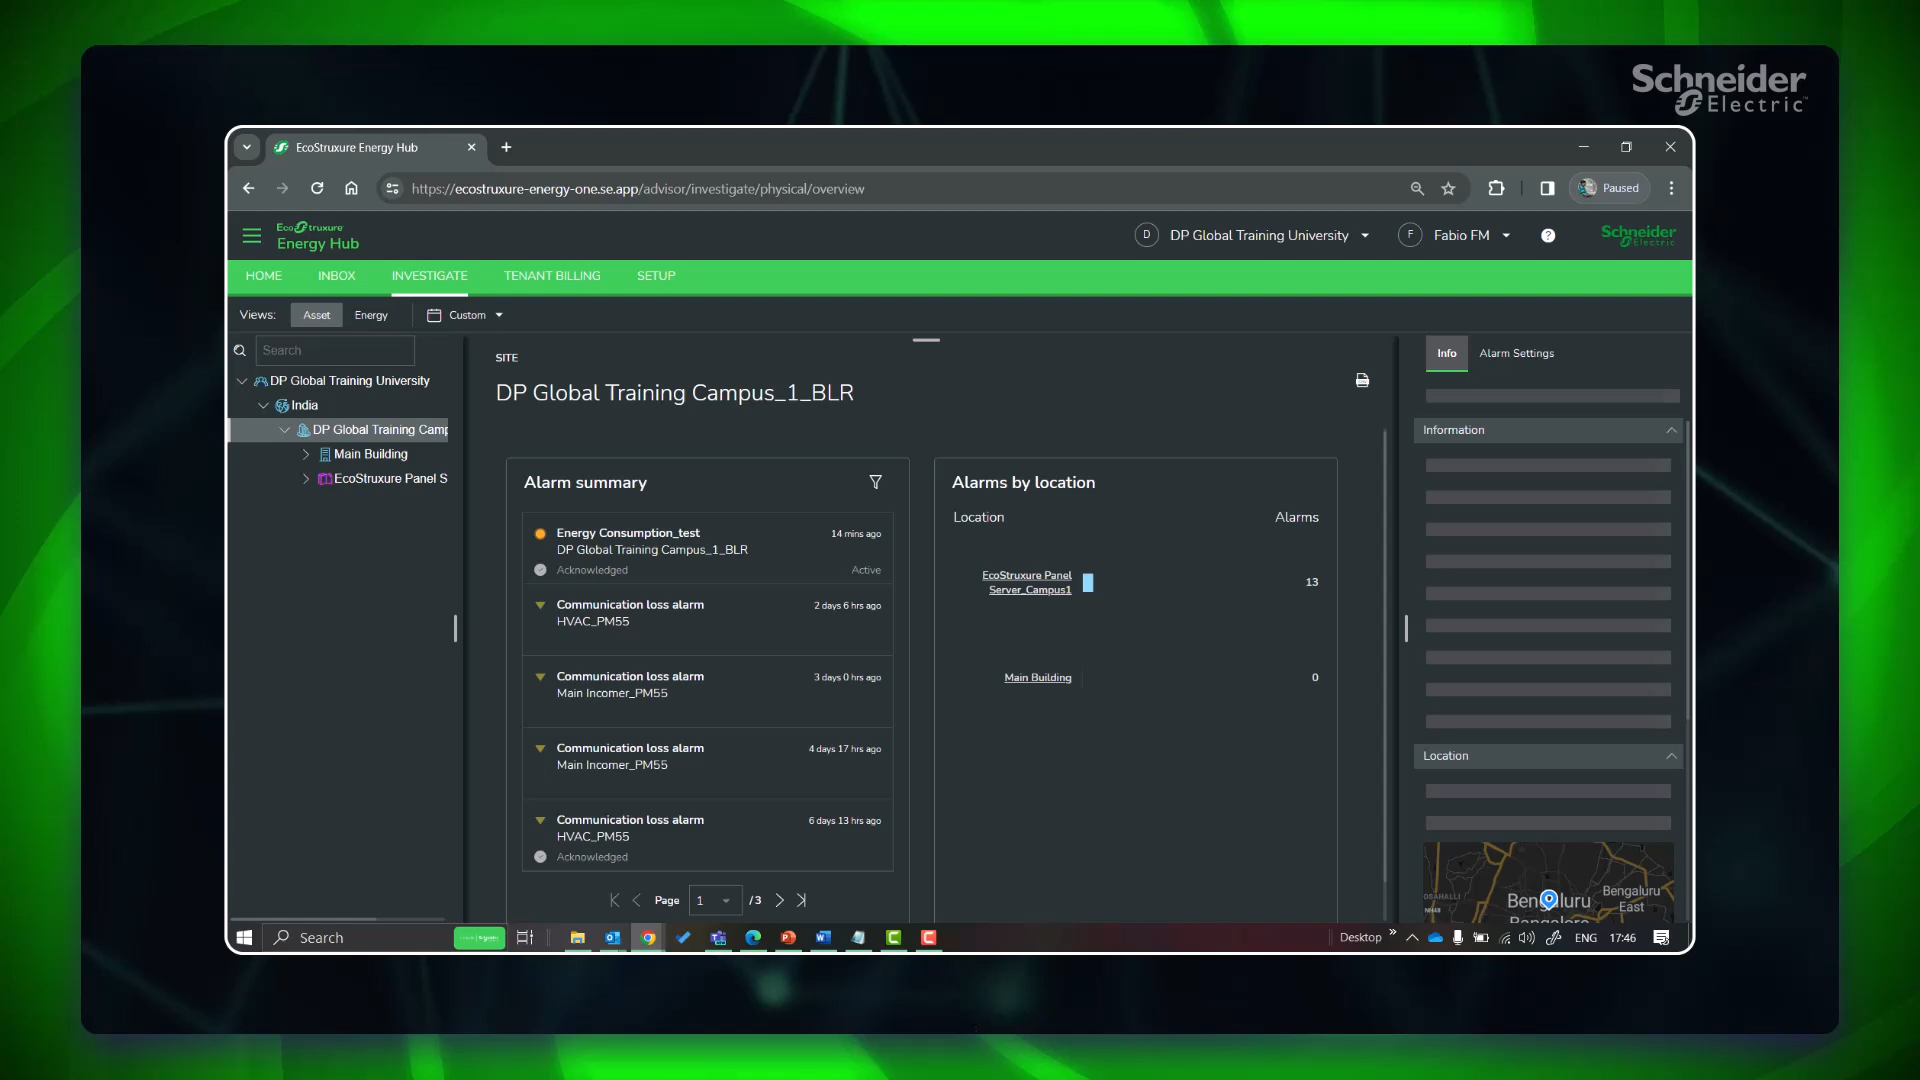 Schneider
Electric
EcoStruxure Energy Hub
https://ecostruxure-energy-one.se.app/advisor/investigate/physical/overview
Paused
EcoStruxure
Energy Hub
D
DP Global Training University
F
Fabio FM
Schneider
Electric
HOME
INBOX
INVESTIGATE
TENANT BILLING
SETUP
Views:
Asset
Energy
Custom
Search
DP Global Training University
India
DP Global Training Camp
Main Building
EcoStruxure Panel S
SITE
DP Global Training Campus_1_BLR
Alarm summary
Energy Consumption_test
14 mins ago
DP Global Training Campus_1_BLR
Acknowledged
Active
Communication loss alarm
2 days 6 hrs ago
HVAC_PM55
Communication loss alarm
3 days 0 hrs ago
Main Incomer_PM55
Communication loss alarm
4 days 17 hrs ago
Main Incomer_PM55
Communication loss alarm
6 days 13 hrs ago
HVAC_PM55
Acknowledged
Page 1 /3
Alarms by location
Location
Alarms
EcoStruxure Panel
Server_Campus1
13
Main Building
0
Info
Alarm Settings
Information
Location
Bengaluru
Bengaluru
East
Search
Desktop
ENG
17:46